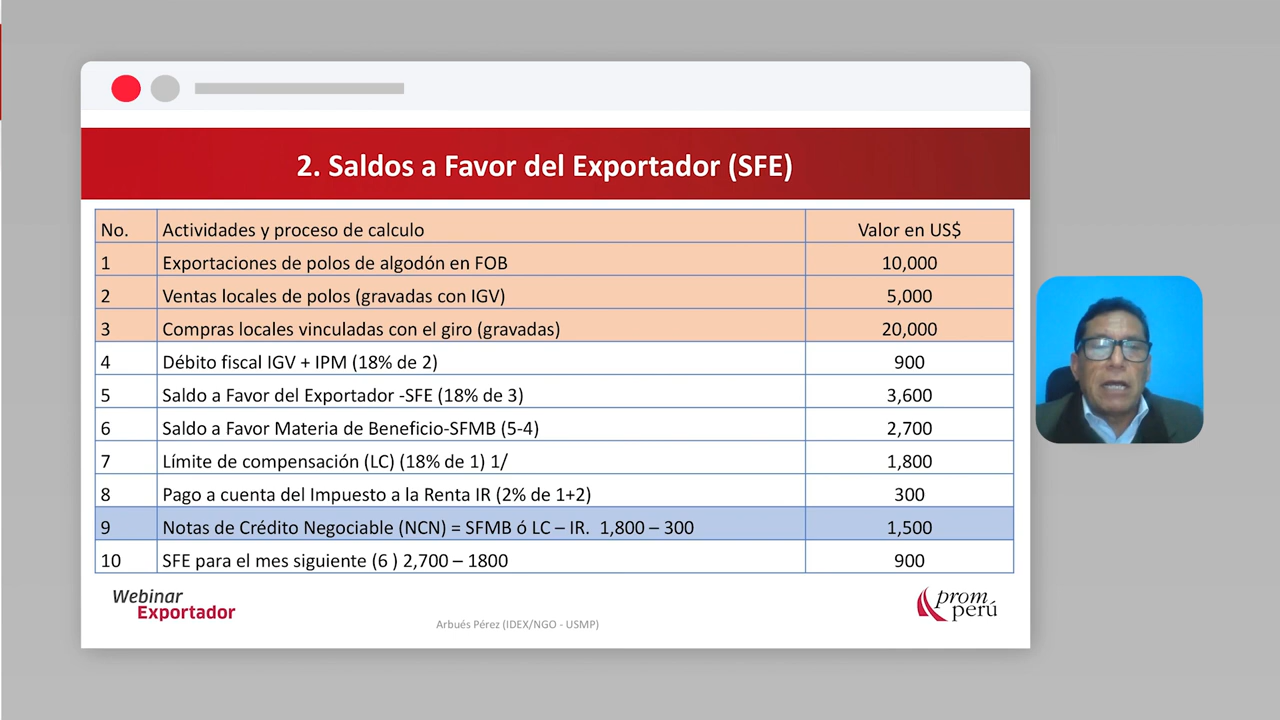 2. Saldos a Favor del Exportador (SFE)
No. Actividades y proceso de calculo Valor en US$
1 Exportaciones de polos de algodón en FOB 10,000
2 Ventas locales de polos (gravadas con IGV) 5,000
3 Compras locales vinculadas con el giro (gravadas) 20,000
4 Débito fiscal IGV + IPM (18% de 2) 900
5 Saldo a Favor del Exportador -SFE (18% de 3) 3,600
6 Saldo a Favor Materia de Beneficio-SFMB (5-4) 2,700
7 Límite de compensación (LC) (18% de 1) 1/ 1,800
8 Pago a cuenta del Impuesto a la Renta IR (2% de 1+2) 300
9 Notas de Crédito Negociable (NCN) = SFMB ó LC – IR. 1,800 – 300 1,500
10 SFE para el mes siguiente (6 ) 2,700 – 1800 900
Webinar
Exportador
Arbués Pérez (IDEX/NGO - USMP)
prom
perú